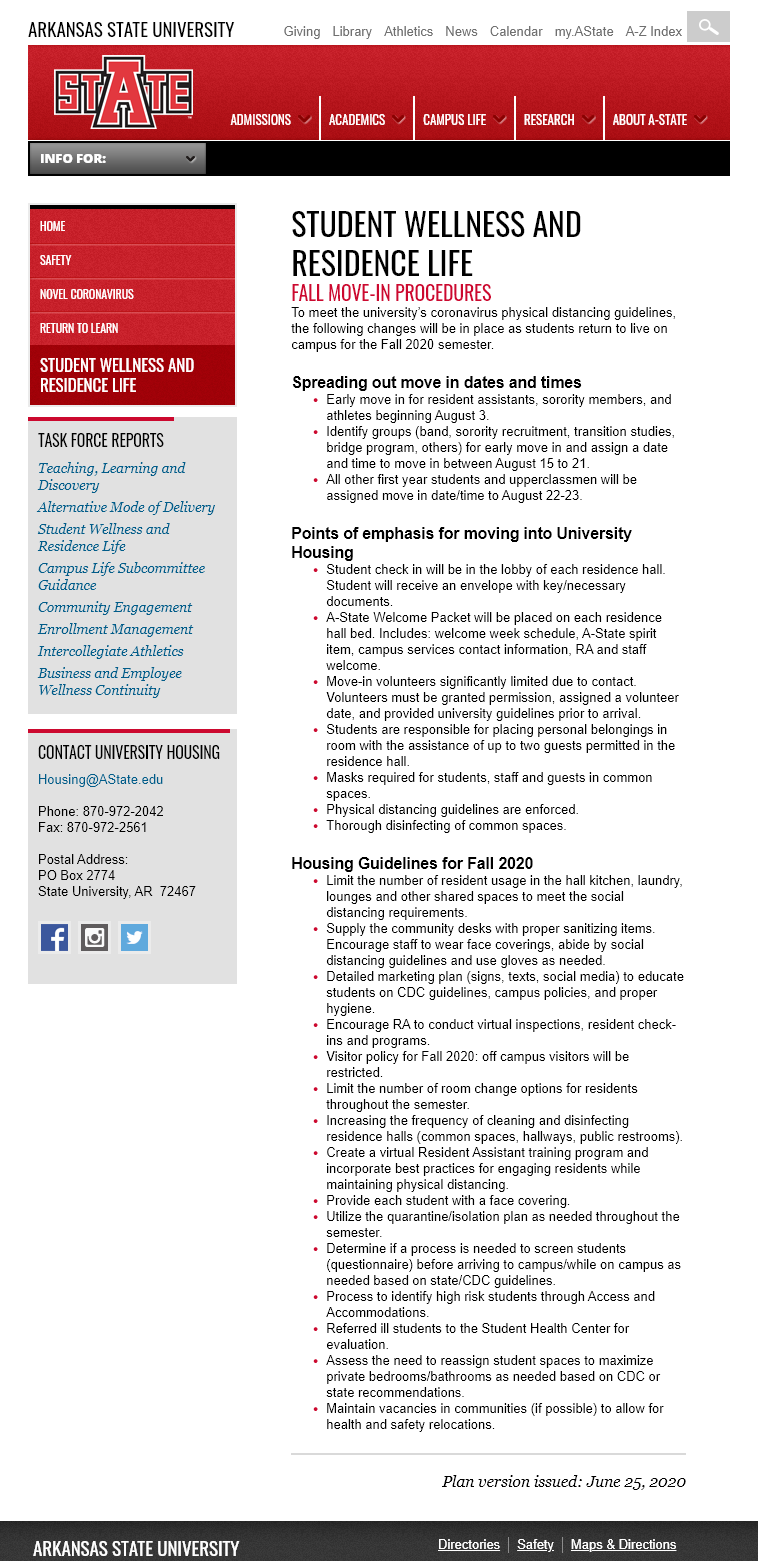 ARKANSAS STATE UNIVERSITY
Giving Library Athletics News Calendar my.AState A-Z Index
STATE
ADMISSIONS ACADEMICS CAMPUS LIFE RESEARCH ABOUT A-STATE
INFO FOR:
HOME
SAFETY
NOVEL CORONAVIRUS
RETURN TO LEARN
STUDENT WELLNESS AND
RESIDENCE LIFE
TASK FORCE REPORTS
Teaching, Learning and
Discovery
Alternative Mode of Delivery
Student Wellness and
Residence Life
Campus Life Subcommittee
Guidance
Community Engagement
Enrollment Management
Intercollegiate Athletics
Business and Employee
Wellness Continuity
CONTACT UNIVERSITY HOUSING
Housing@AState.edu
Phone: 870-972-2042
Fax: 870-972-2561
Postal Address:
PO Box 2774
State University, AR 72467
STUDENT WELLNESS AND
RESIDENCE LIFE
FALL MOVE-IN PROCEDURES
To meet the university's coronavirus physical distancing guidelines,
the following changes will be in place as students return to live on
campus for the Fall 2020 semester.
Spreading out move in dates and times
• Early move in for resident assistants, sorority members, and
athletes beginning August 3.
• Identify groups (band, sorority recruitment, transition studies,
bridge program, others) for early move in and assign a date
and time to move in between August 15 to 21.
• All other first year students and upperclassmen will be
assigned move in date/time to August 22-23.
Points of emphasis for moving into University
Housing
• Student check in will be in the lobby of each residence hall.
Student will receive an envelope with key/necessary
documents.
• A-State Welcome Packet will be placed on each residence
hall bed. Includes: welcome week schedule, A-State spirit
item, campus services contact information, RA and staff
welcome.
• Move-in volunteers significantly limited due to contact.
Volunteers must be granted permission, assigned a volunteer
date, and provided university guidelines prior to arrival.
• Students are responsible for placing personal belongings in
room with the assistance of up to two guests permitted in the
residence hall.
• Masks required for students, staff and guests in common
spaces.
• Physical distancing guidelines are enforced.
• Thorough disinfecting of common spaces.
Housing Guidelines for Fall 2020
• Limit the number of resident usage in the hall kitchen, laundry,
lounges and other shared spaces to meet the social
distancing requirements.
• Supply the community desks with proper sanitizing items.
Encourage staff to wear face coverings, abide by social
distancing guidelines and use gloves as needed.
• Detailed marketing plan (signs, texts, social media) to educate
students on CDC guidelines, campus policies, and proper
hygiene.
• Encourage RA to conduct virtual inspections, resident check-
ins and programs.
• Visitor policy for Fall 2020: off campus visitors will be
restricted.
• Limit the number of room change options for residents
throughout the semester.
• Increasing the frequency of cleaning and disinfecting
residence halls (common spaces, hallways, public restrooms).
• Create a virtual Resident Assistant training program and
incorporate best practices for engaging residents while
maintaining physical distancing.
• Provide each student with a face covering.
• Utilize the quarantine/isolation plan as needed throughout the
semester.
• Determine if a process is needed to screen students
(questionnaire) before arriving to campus/while on campus as
needed based on state/CDC guidelines.
• Process to identify high risk students through Access and
Accommodations.
• Referred ill students to the Student Health Center for
evaluation.
• Assess the need to reassign student spaces to maximize
private bedrooms/bathrooms as needed based on CDC or
state recommendations.
• Maintain vacancies in communities (if possible) to allow for
health and safety relocations.
Plan version issued: June 25, 2020
ARKANSAS STATE UNIVERSITY
Directories Safety Maps & Directions